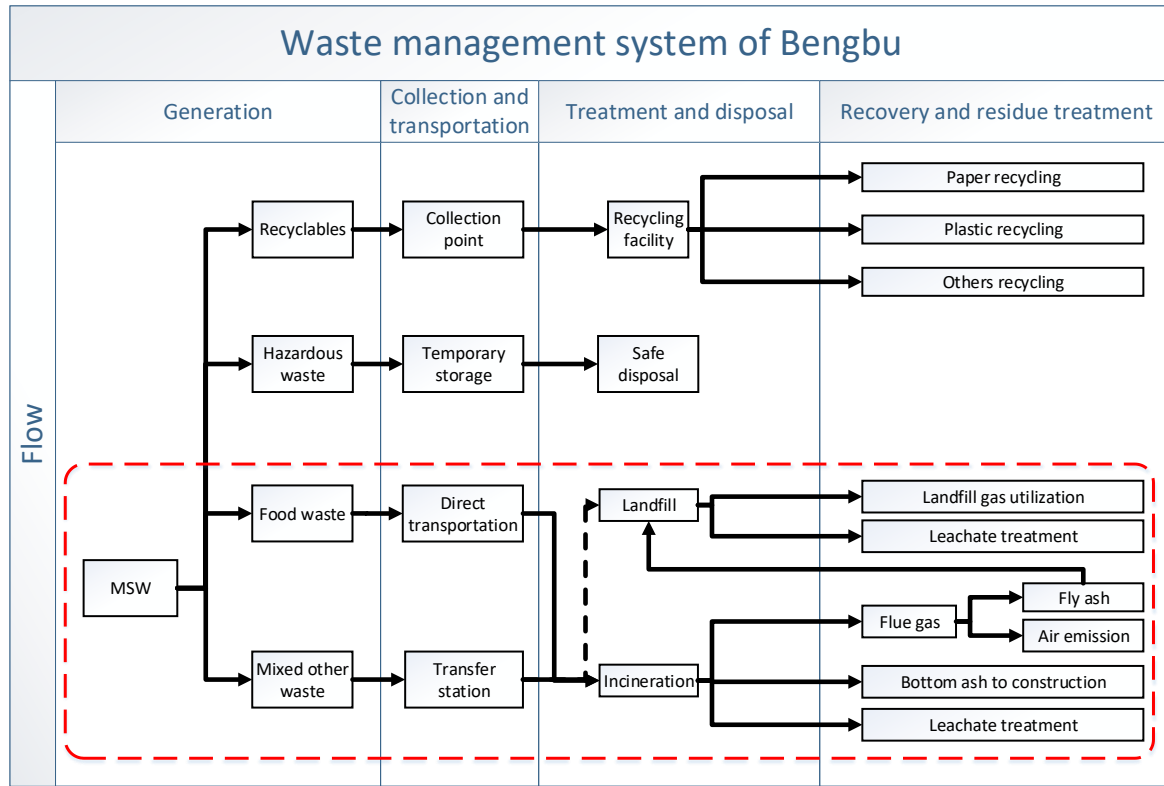 Waste management system of Bengbu
Flow
Generation
Collection and
transportation
Treatment and disposal
Recovery and residue treatment
Recyclables
Collection
point
Recycling
facility
Paper recycling
Plastic recycling
Others recycling
Hazardous
waste
Temporary
storage
Safe
disposal
MSW
Food waste
Direct
transportation
Landfill
Landfill gas utilization
Leachate treatment
Mixed other
waste
Transfer
station
Incineration
Flue gas
Fly ash
Air emission
Bottom ash to construction
Leachate treatment